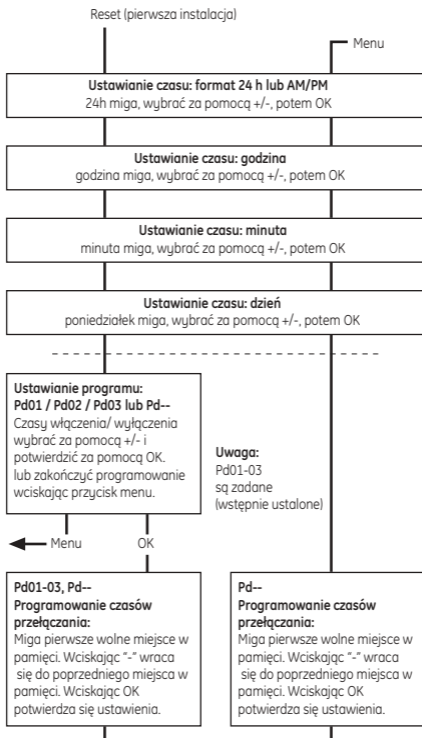 Reset (pierwsza instalacja)
Menu
Ustawianie czasu: format 24 h lub AM/PM
24h miga, wybrać za pomocą +/-, potem OK
Ustawianie czasu: godzina
godzina miga, wybrać za pomocą +/-, potem OK
Ustawianie czasu: minuta
minuta miga, wybrać za pomocą +/-, potem OK
Ustawianie czasu: dzień
poniedziałek miga, wybrać za pomocą +/-, potem OK
Ustawianie programu:
Pd01 / Pd02 / Pd03 lub Pd--
Czasy włączenia/ wyłączenia
wybrać za pomocą +/- i
potwierdzić za pomocą OK.
lub zakończyć programowanie
wciskając przycisk menu.
Uwaga:
Pd01-03
są zadane
(wstępnie ustalone)
Menu
OK
Pd01-03, Pd--
Programowanie czasów
przełączania:
Miga pierwsze wolne miejsce w
pamięci. Wciskając "-" wraca
się do poprzedniego miejsca w
pamięci. Wciskając OK
potwierdza się ustawienia.
Pd--
Programowanie czasów
przełączania:
Miga pierwsze wolne miejsce w
pamięci. Wciskając "-" wraca
się do poprzedniego miejsca w
pamięci. Wciskając OK
potwierdza się ustawienia.